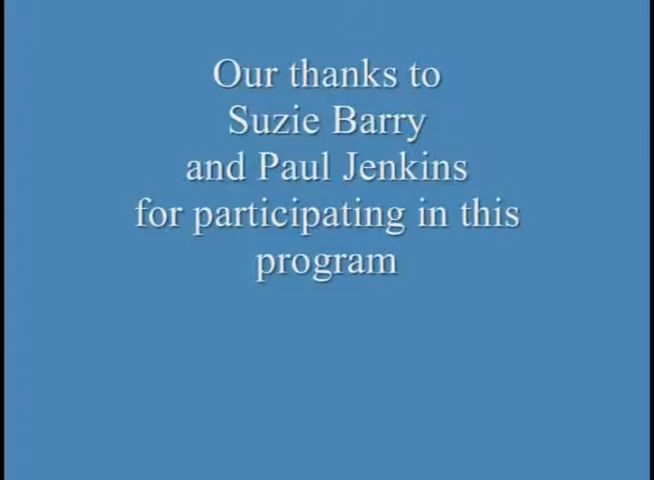 Our thanks to
Suzie Barry
and Paul Jenkins
for participating in this
program